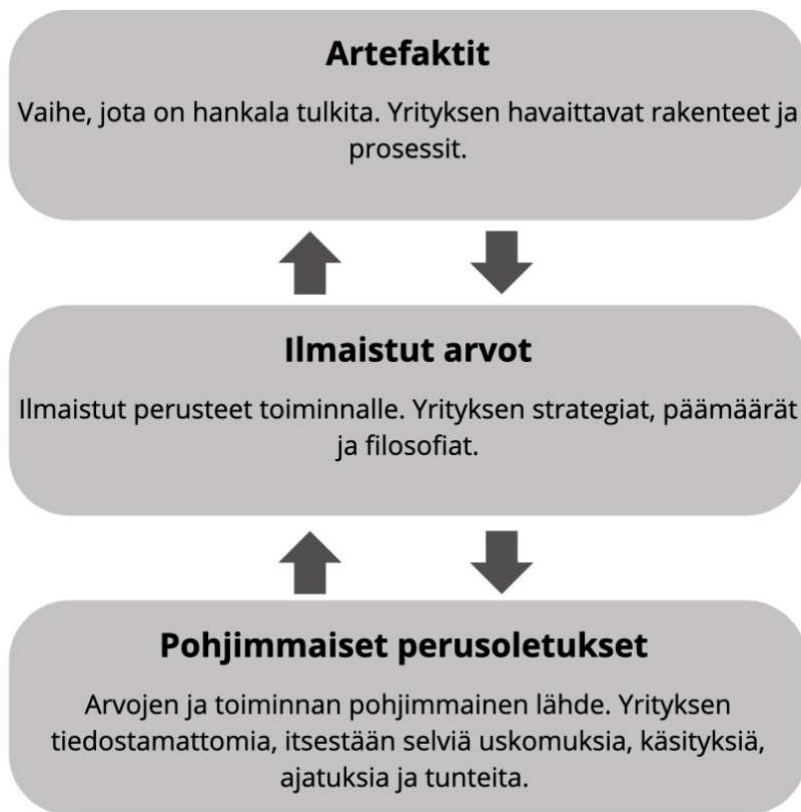 Artefaktit
Vaihe, jota on hankala tulkita. Yrityksen havaittavat rakenteet ja
prosessit.
Ilmaistut arvot
Ilmaistut perusteet toiminnalle. Yrityksen strategiat, päämäärät
ja filosofiat.
Pohjimmaiset perusoletukset
Arvojen ja toiminnan pohjimmainen lähde. Yrityksen
tiedostamattomia, itsestään selviä uskomuksia, käsityksiä,
ajatuksia ja tunteita.